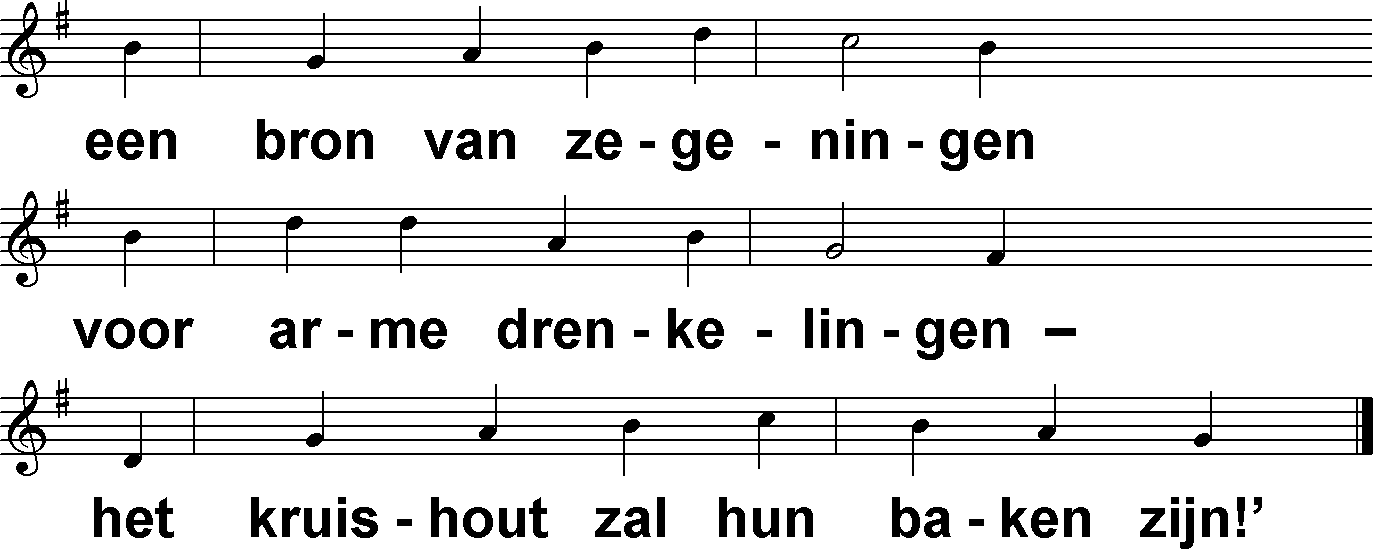 een bron van ze - ge - nin - gen
voor ar - me dren - ke - lin - gen –
het kruis - hout zal hun ba - ken zijn!’